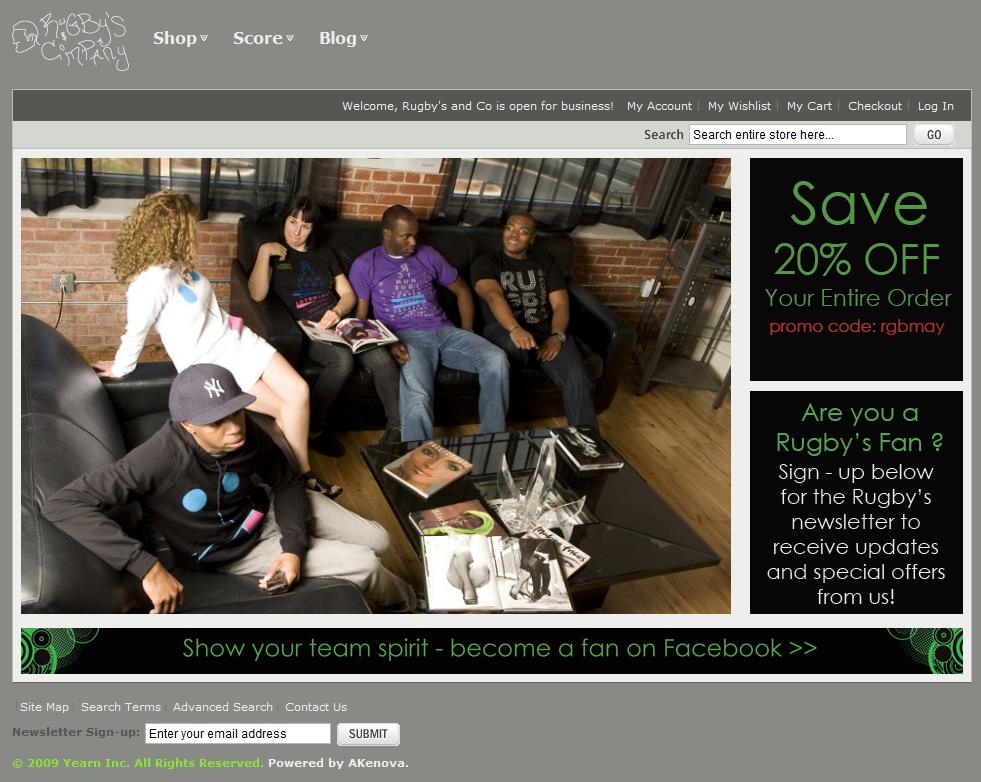 RuGBy's
& CoMPany
Shop
Score
Blog
Welcome, Rugby's and Co is open for business! My Account My Wishlist My Cart Checkout Log In
Search Search entire store here... GO
Save
20% OFF
Your Entire Order
promo code: rgbmay
Are you a
Rugby's Fan ?
Sign - up below
for the Rugby's
newsletter to
receive updates
and special offers
from us!
Show your team spirit - become a fan on Facebook >>
Site Map Search Terms Advanced Search Contact Us
Newsletter Sign-up: Enter your email address SUBMIT
© 2009 Yearn Inc. All Rights Reserved. Powered by AKenova.